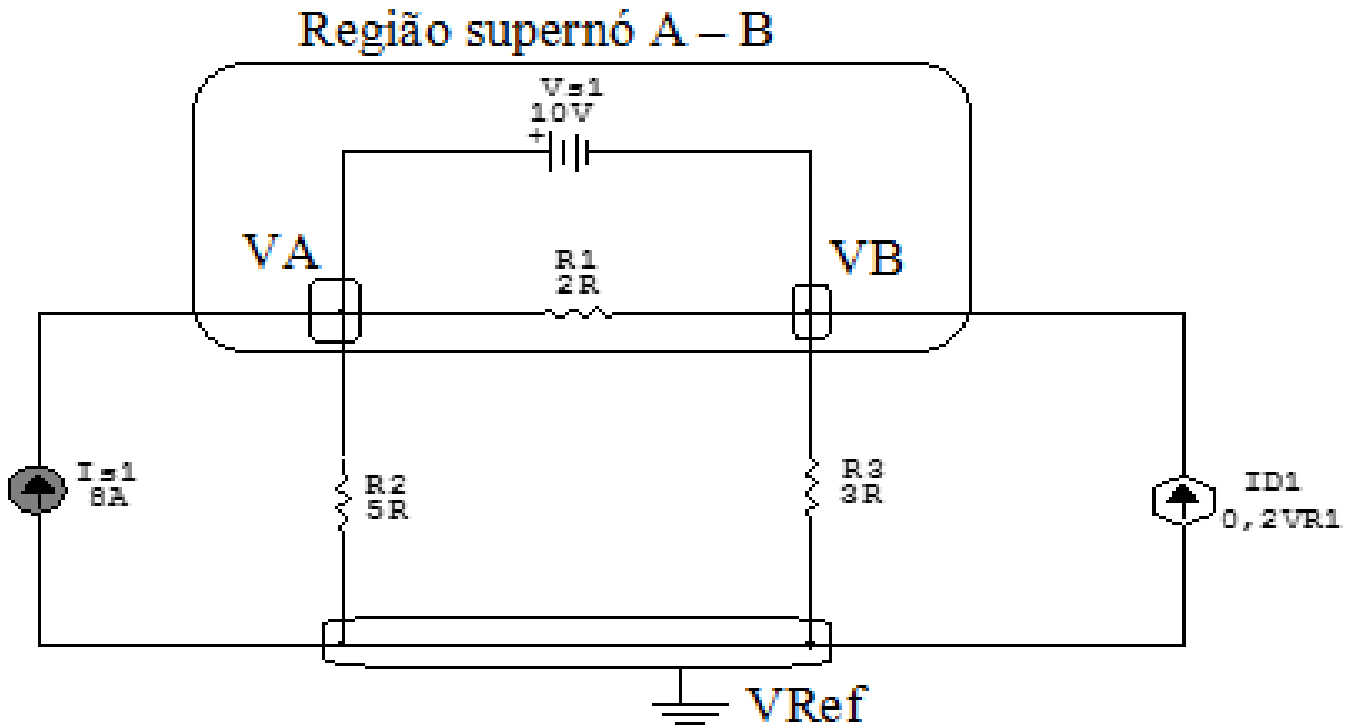 Região supernó A – B
Vs1
10V
+
VA
R1
2R
VB
Is1
8A
R2
5R
R3
3R
ID1
0,2VR1
VRef